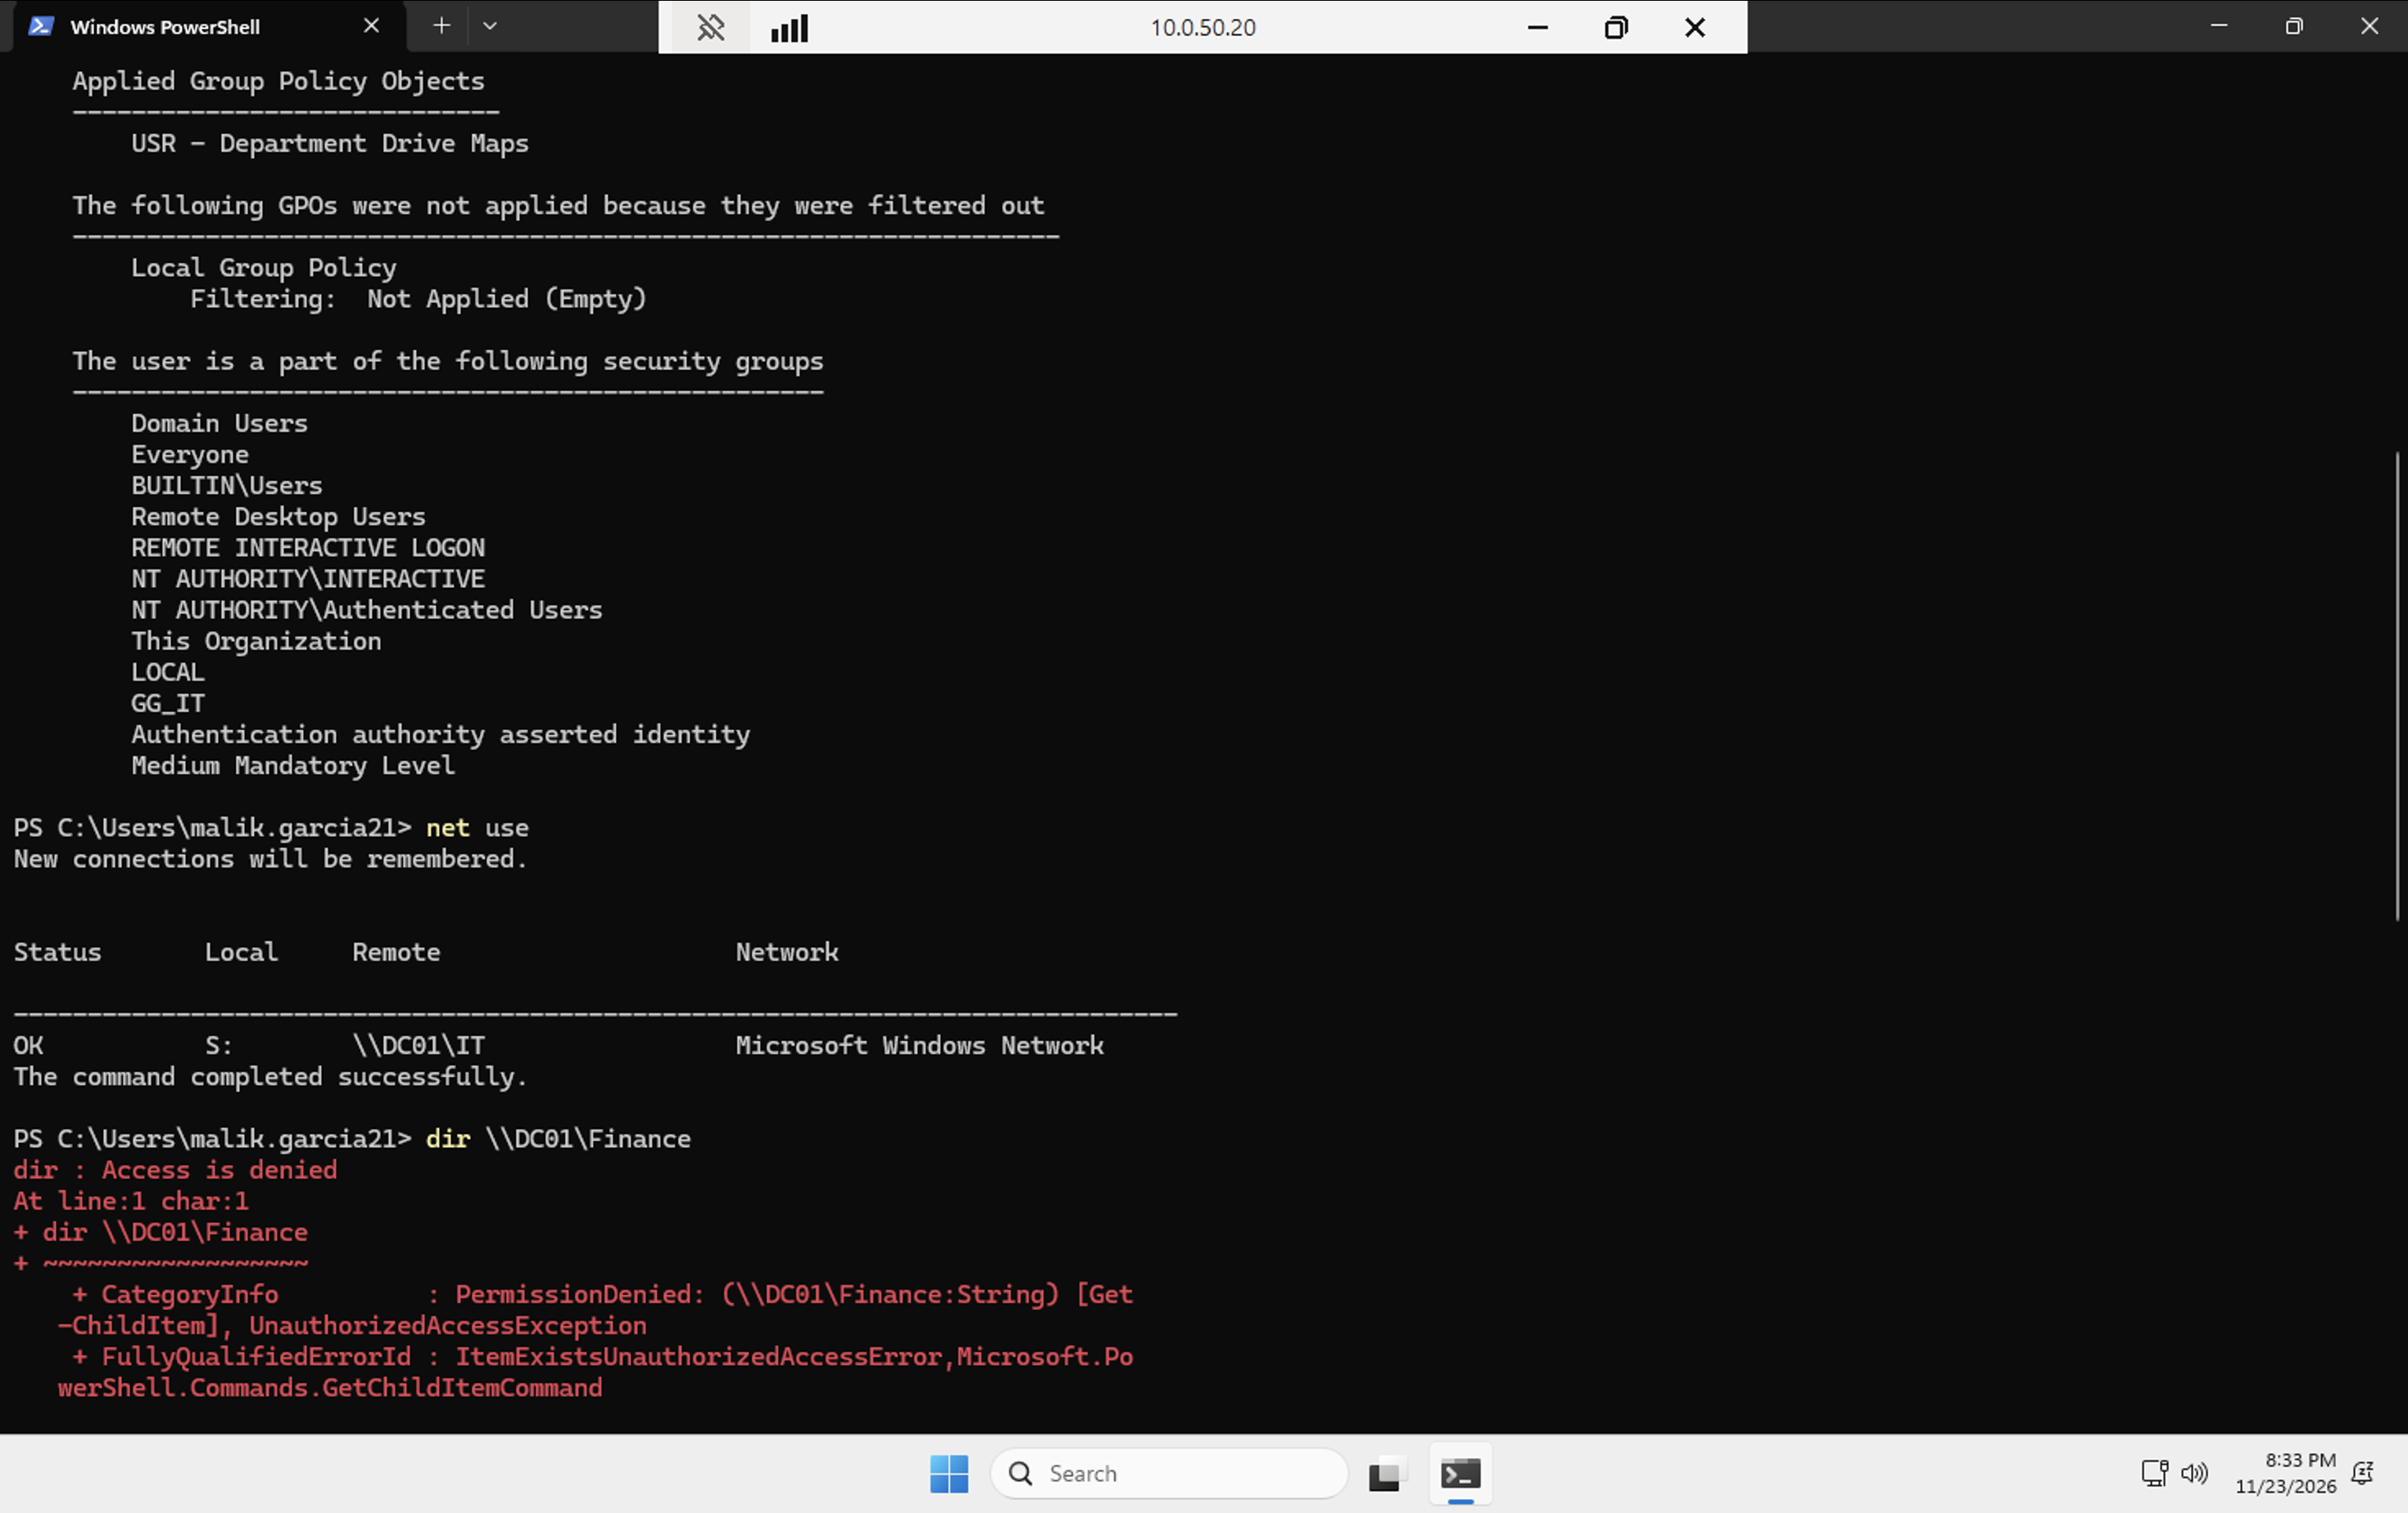 Windows PowerShell
10.0.50.20
Applied Group Policy Objects
-----------------------------
USR - Department Drive Maps
The following GPOs were not applied because they were filtered out
-------------------------------------------------------------------
Local Group Policy
Filtering:  Not Applied (Empty)
The user is a part of the following security groups
---------------------------------------------------
Domain Users
Everyone
BUILTIN\Users
Remote Desktop Users
REMOTE INTERACTIVE LOGON
NT AUTHORITY\INTERACTIVE
NT AUTHORITY\Authenticated Users
This Organization
LOCAL
GG_IT
Authentication authority asserted identity
Medium Mandatory Level
PS C:\Users\malik.garcia21> net use
New connections will be remembered.
Status       Local     Remote                    Network
-------------------------------------------------------------------------------
OK           S:        \\DC01\IT                 Microsoft Windows Network
The command completed successfully.
PS C:\Users\malik.garcia21> dir \\DC01\Finance
dir : Access is denied
At line:1 char:1
+ dir \\DC01\Finance
+ ~~~~~~~~~~~~~~~~~~
+ CategoryInfo          : PermissionDenied: (\\DC01\Finance:String) [Get
-ChildItem], UnauthorizedAccessException
+ FullyQualifiedErrorId : ItemExistsUnauthorizedAccessError,Microsoft.Po
werShell.Commands.GetChildItemCommand
Search
8:33 PM
11/23/2026